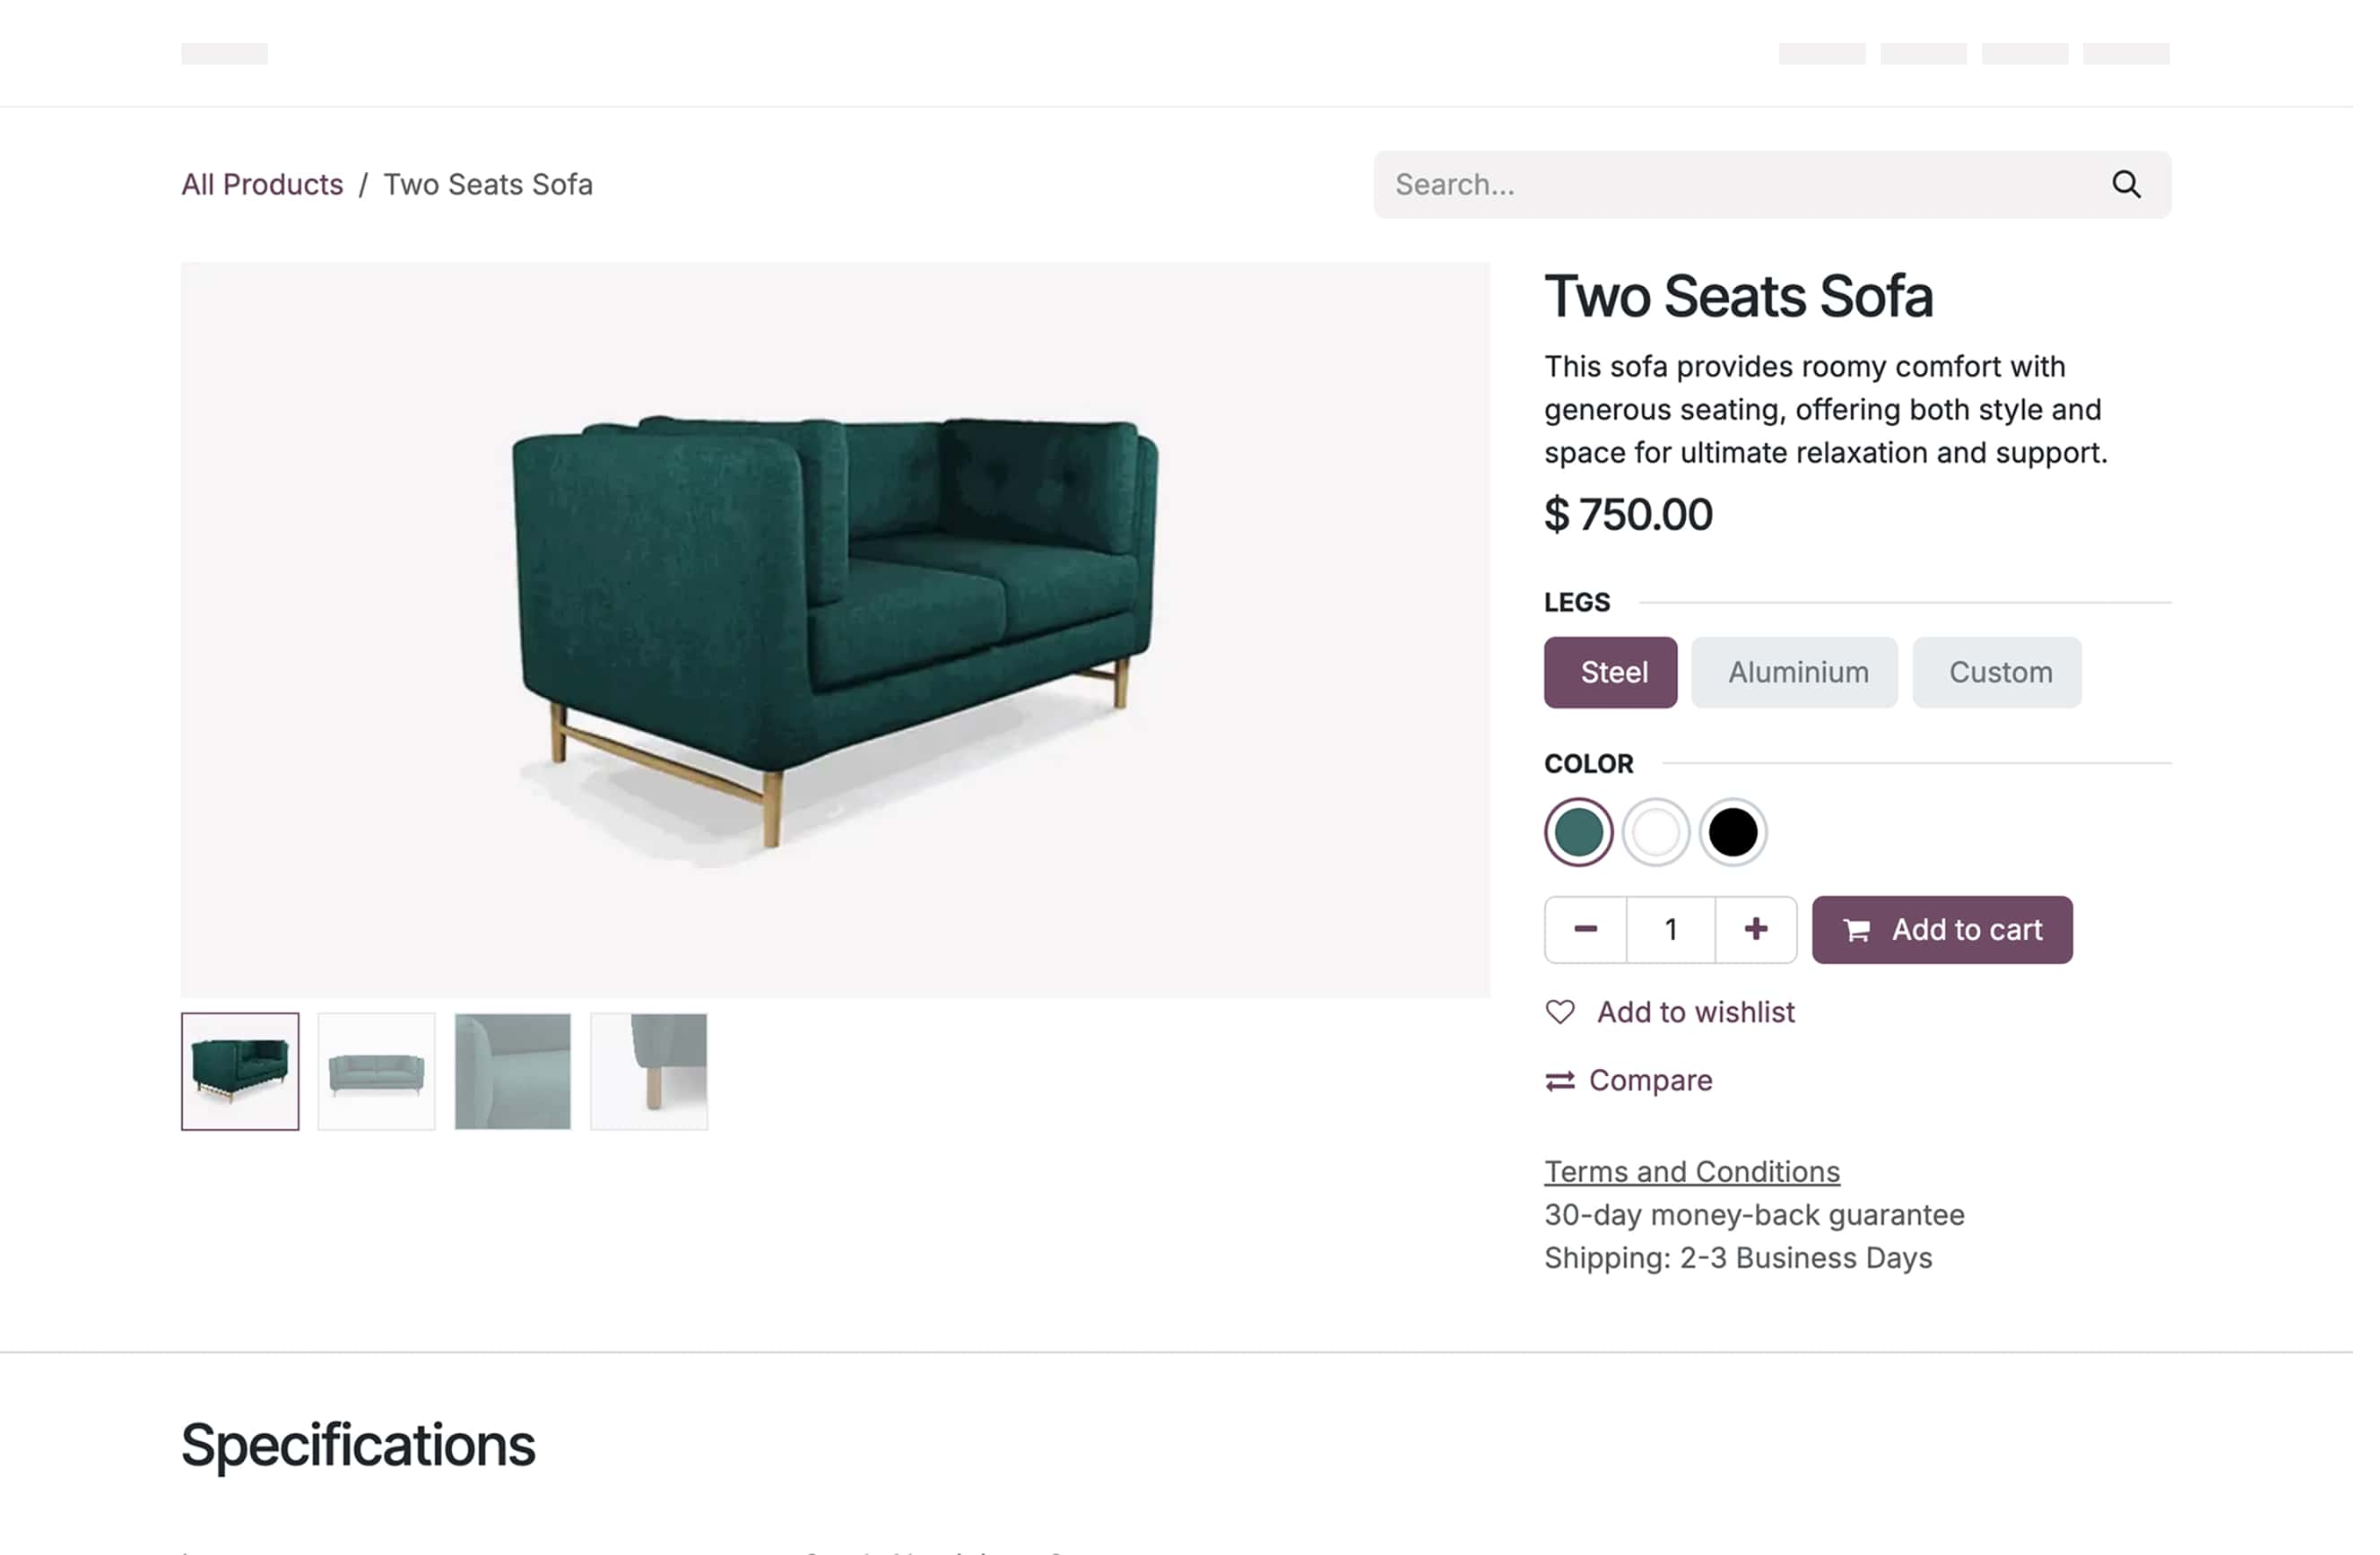 All Products / Two Seats Sofa
Search...
Two Seats Sofa
This sofa provides roomy comfort with
generous seating, offering both style and
space for ultimate relaxation and support.
$ 750.00
LEGS
Steel Aluminium Custom
COLOR
1 Add to cart
Add to wishlist
Compare
Terms and Conditions
30-day money-back guarantee
Shipping: 2-3 Business Days
Specifications